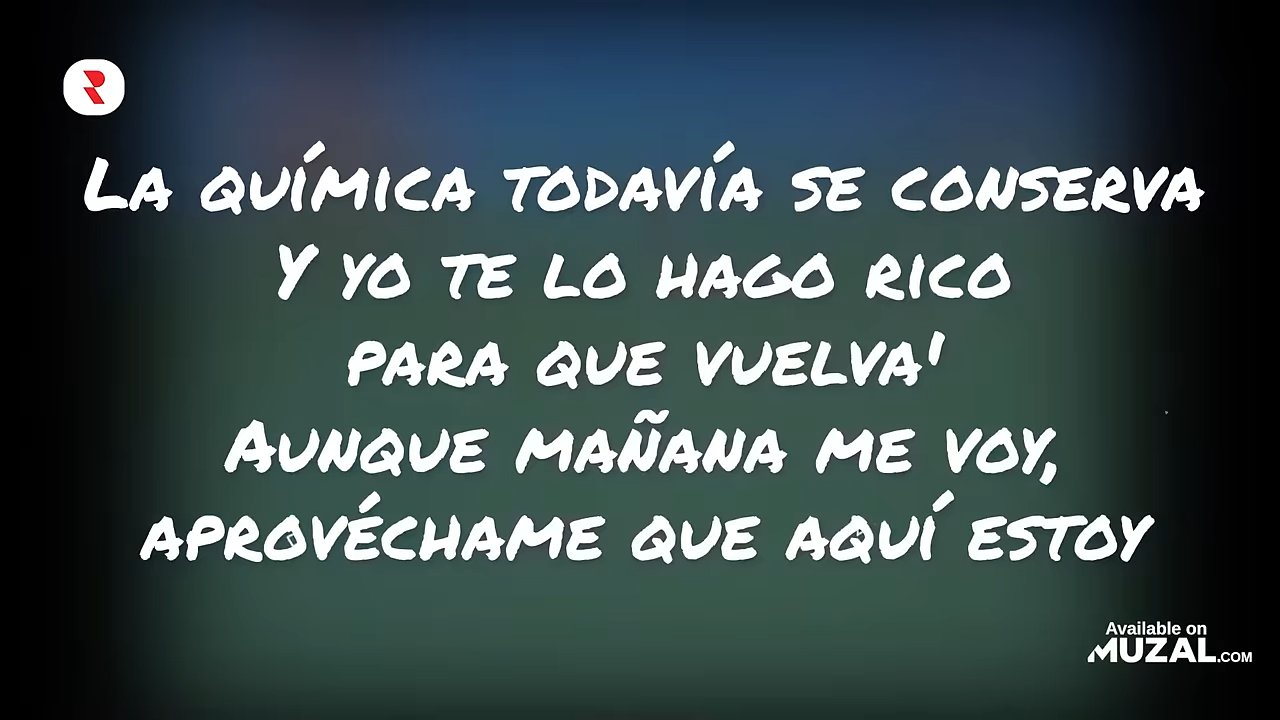 R
La química todavía se conserva
Y yo te lo hago rico
para que vuelva'
Aunque mañana me voy,
aprovéchame que aquí estoy
Available on
MUZAL.COM